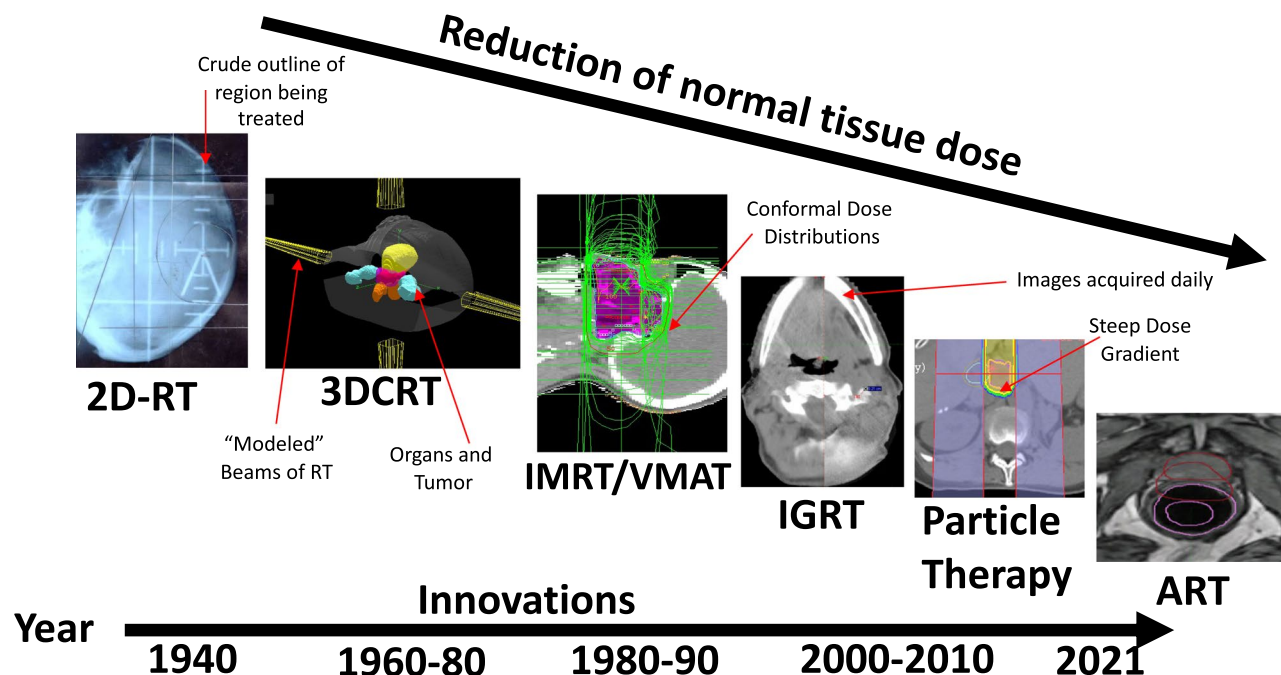 Reduction of normal tissue dose
Crude outline of
region being
treated
2D-RT
3DCRT
"Modeled"
Beams of RT
Organs and
Tumor
Conformal Dose
Distributions
IMRT/VMAT
Images acquired daily
IGRT
Steep Dose
Gradient
Particle
Therapy
ART
Innovations
Year
1940
1960-80
1980-90
2000-2010
2021